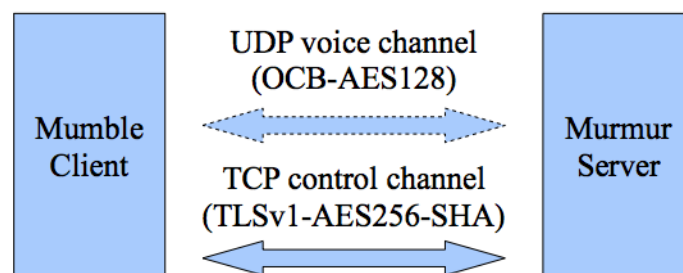 UDP voice channel
(OCB-AES128)
Mumble
Client
Murmur
Server
TCP control channel
(TLSv1-AES256-SHA)